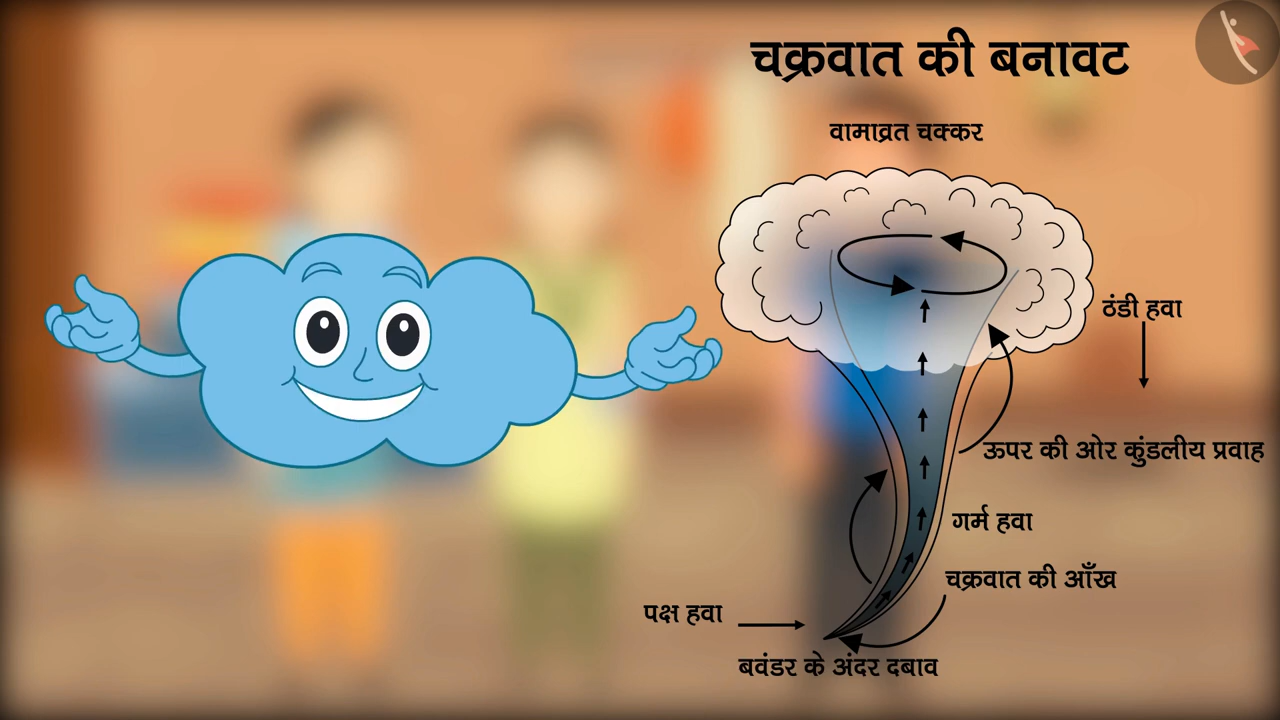 चक्रवात की बनावट
वामाव्रत चक्कर
ठंडी हवा
ऊपर की ओर कुंडलीय प्रवाह
गर्म हवा
चक्रवात की आँख
पक्ष हवा
बवंडर के अंदर दबाव